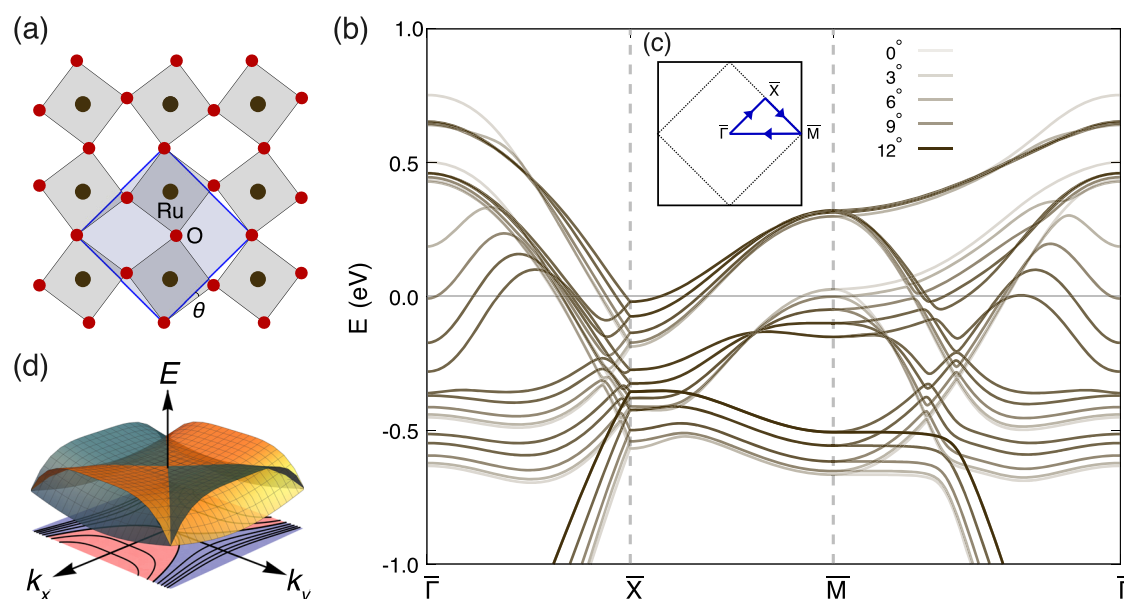 (a)
Ru
O
θ
(b)
E (eV)
1.0
0.5
0.0
-0.5
-1.0
Γ̅
X̅
M̅
Γ̅
(c)
X̅
Γ̅
M̅
0°
3°
6°
9°
12°
(d)
E
k_x
k_y